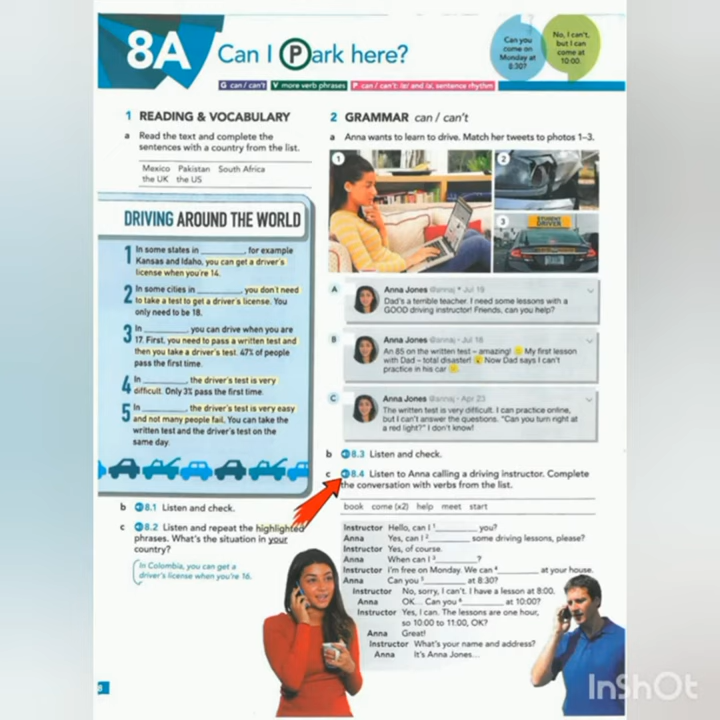 8A Can I Park here?
Can you
come on
Monday at
8:30?
No, I can't,
but I can
come at
10:00.
G can / can't V more verb phrases P can / can't: /æ/ and /ə/, sentence rhythm
1 READING & VOCABULARY
a Read the text and complete the
sentences with a country from the list.
Mexico Pakistan South Africa
the UK the US
DRIVING AROUND THE WORLD
1 In some states in ________, for example
Kansas and Idaho, you can get a driver's
license when you're 14.
2 In some cities in ________, you don't need
to take a test to get a driver's license. You
only need to be 18.
3 In ________, you can drive when you are
17. First, you need to pass a written test and
then you take a driver's test. 47% of people
pass the first time.
4 In ________, the driver's test is very
difficult. Only 3% pass the first time.
5 In ________, the driver's test is very easy
and not many people fail. You can take the
written test and the driver's test on the
same day.
b 8.1 Listen and check.
c 8.2 Listen and repeat the highlighted
phrases. What's the situation in your
country?
In Colombia, you can get a
driver's license when you're 16.
2 GRAMMAR can / can't
a Anna wants to learn to drive. Match her tweets to photos 1–3.
1
2
3
STUDENT
DRIVER
A Anna Jones @annaj • Jul 19
Dad's a terrible teacher. I need some lessons with a
GOOD driving instructor! Friends, can you help?
B Anna Jones @annaj • Jul 18
An 85 on the written test – amazing! My first lesson
with Dad – total disaster! Now Dad says I can't
practice in his car
C Anna Jones @annaj • Apr 23
The written test is very difficult. I can practice online,
but I can't answer the questions. "Can you turn right at
a red light?" I don't know!
b 8.3 Listen and check.
c 8.4 Listen to Anna calling a driving instructor. Complete
the conversation with verbs from the list.
book come (x2) help meet start
Instructor Hello, can I ¹________ you?
Anna Yes, can I ²________ some driving lessons, please?
Instructor Yes, of course.
Anna When can I ³________?
Instructor I'm free on Monday. We can ⁴________ at your house.
Anna Can you ⁵________ at 8:30?
Instructor No, sorry, I can't. I have a lesson at 8:00.
Anna OK... Can you ⁶________ at 10:00?
Instructor Yes, I can. The lessons are one hour,
so 10:00 to 11:00, OK?
Anna Great!
Instructor What's your name and address?
Anna It's Anna Jones...
InShOt